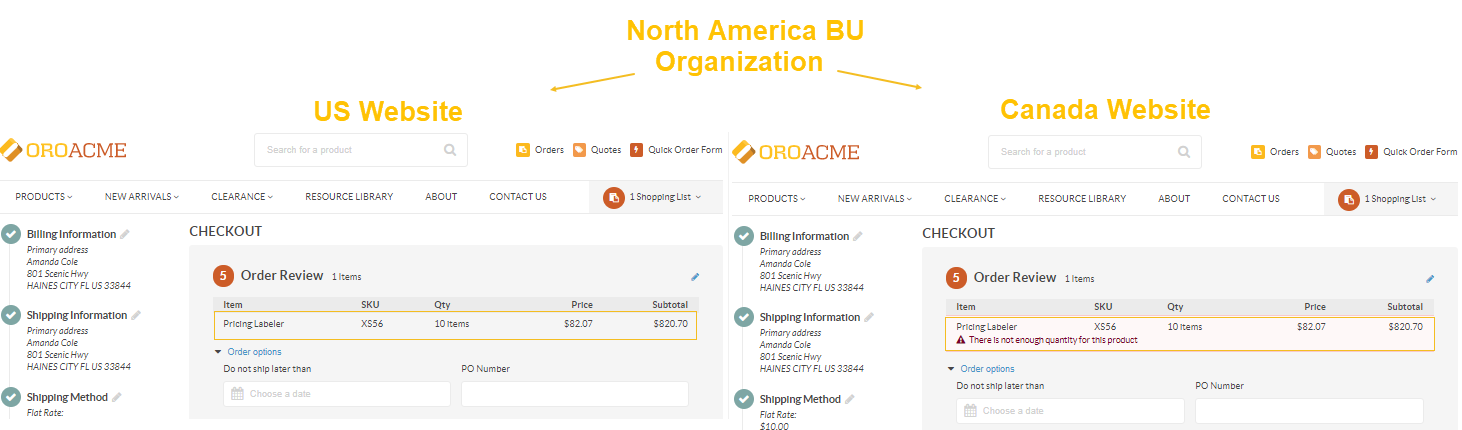 North America BU
Organization
US Website
OROACME
Search for a product
Orders
Quotes
Quick Order Form
PRODUCTS
NEW ARRIVALS
CLEARANCE
RESOURCE LIBRARY
ABOUT
CONTACT US
1 Shopping List
Billing Information
Primary address
Amanda Cole
801 Scenic Hwy
HAINES CITY FL US 33844
Shipping Information
Primary address
Amanda Cole
801 Scenic Hwy
HAINES CITY FL US 33844
Shipping Method
Flat Rate:
CHECKOUT
5 Order Review 1 Items
Item SKU Qty Price Subtotal
Pricing Labeler XS56 10 Items $82.07 $820.70
Order options
Do not ship later than PO Number
Choose a date
Canada Website
OROACME
Search for a product
Orders
Quotes
Quick Order Form
PRODUCTS
NEW ARRIVALS
CLEARANCE
RESOURCE LIBRARY
ABOUT
CONTACT US
1 Shopping List
Billing Information
Primary address
Amanda Cole
801 Scenic Hwy
HAINES CITY FL US 33844
Shipping Information
Primary address
Amanda Cole
801 Scenic Hwy
HAINES CITY FL US 33844
Shipping Method
Flat Rate:
$10.00
CHECKOUT
5 Order Review 1 Items
Item SKU Qty Price Subtotal
Pricing Labeler XS56 10 Items $82.07 $820.70
There is not enough quantity for this product
Order options
Do not ship later than PO Number
Choose a date